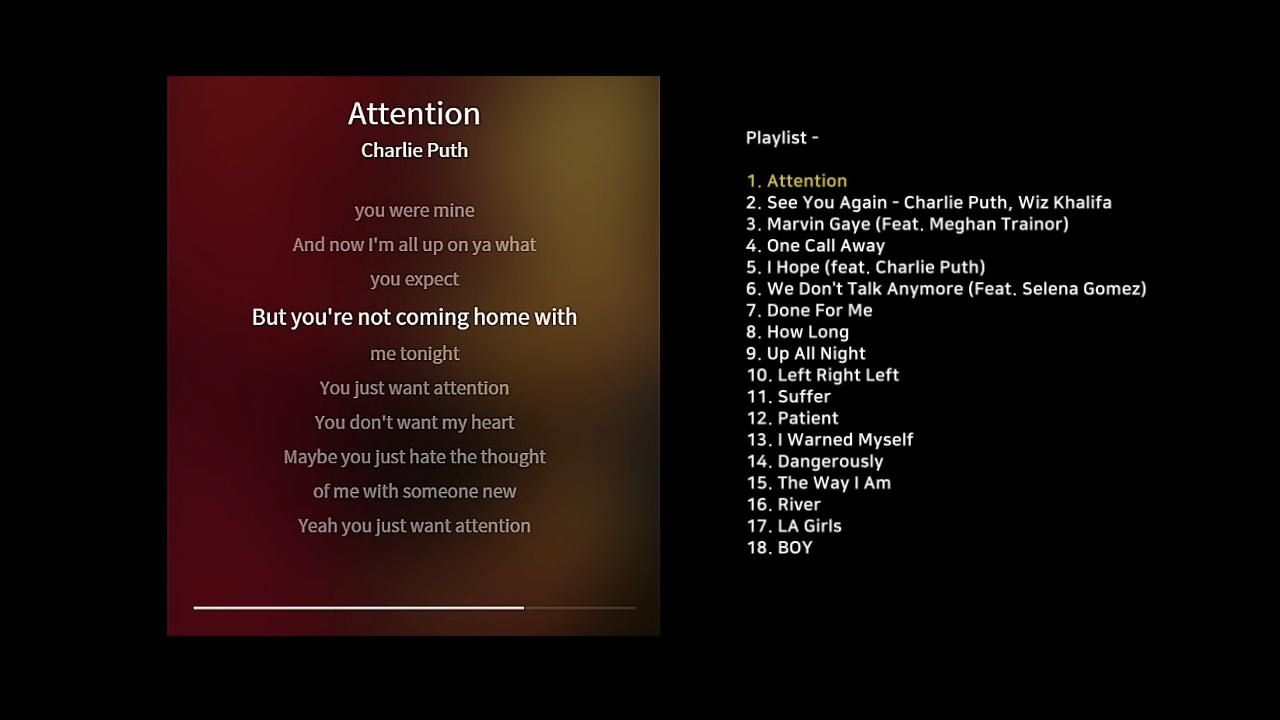 Attention
Charlie Puth
you were mine
And now I'm all up on ya what
you expect
But you're not coming home with
me tonight
You just want attention
You don't want my heart
Maybe you just hate the thought
of me with someone new
Yeah you just want attention
Playlist -
1. Attention
2. See You Again - Charlie Puth, Wiz Khalifa
3. Marvin Gaye (Feat. Meghan Trainor)
4. One Call Away
5. I Hope (feat. Charlie Puth)
6. We Don't Talk Anymore (Feat. Selena Gomez)
7. Done For Me
8. How Long
9. Up All Night
10. Left Right Left
11. Suffer
12. Patient
13. I Warned Myself
14. Dangerously
15. The Way I Am
16. River
17. LA Girls
18. BOY